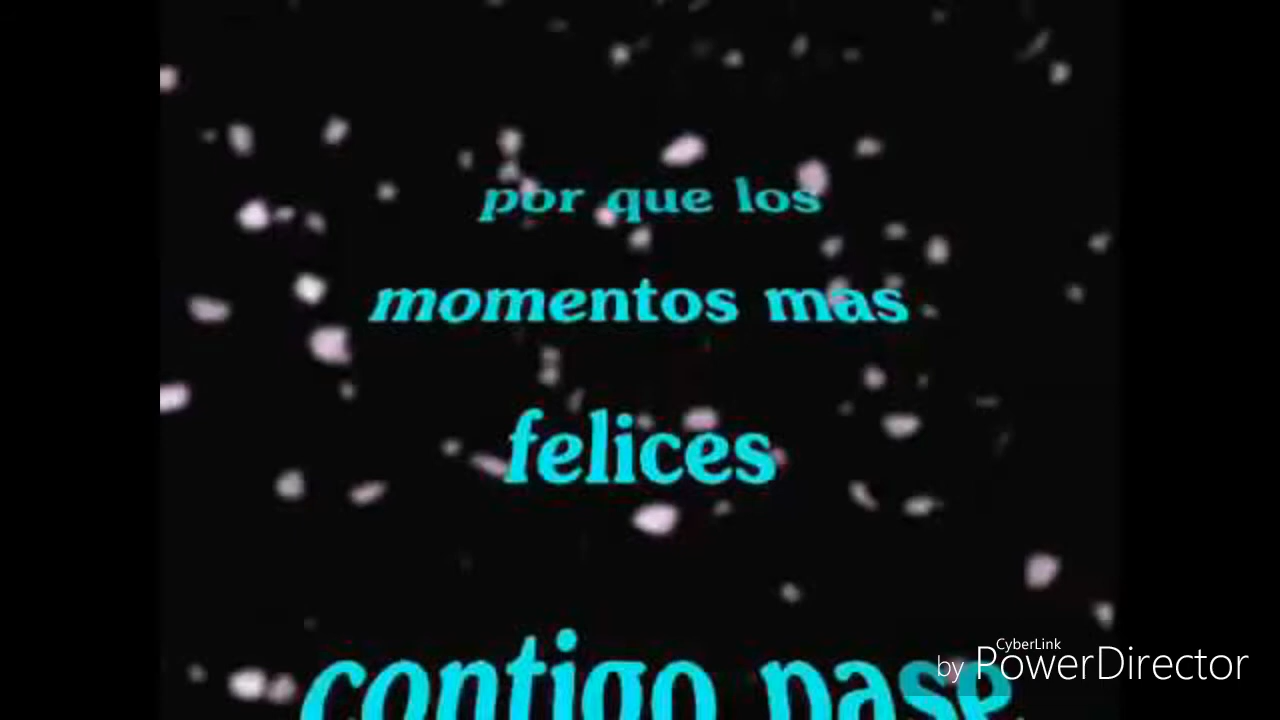 por que los
momentos mas
felices
contigo pase
CyberLink
by PowerDirector